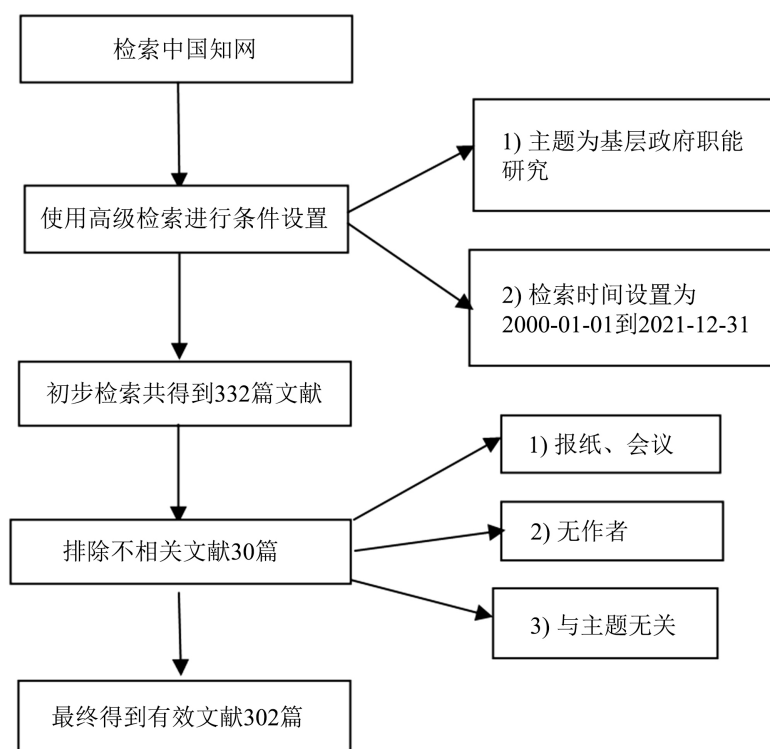 检索中国知网
1) 主题为基层政府职能
研究
使用高级检索进行条件设置
2) 检索时间设置为
2000-01-01到2021-12-31
初步检索共得到332篇文献
1) 报纸、会议
排除不相关文献30篇
2) 无作者
3) 与主题无关
最终得到有效文献302篇